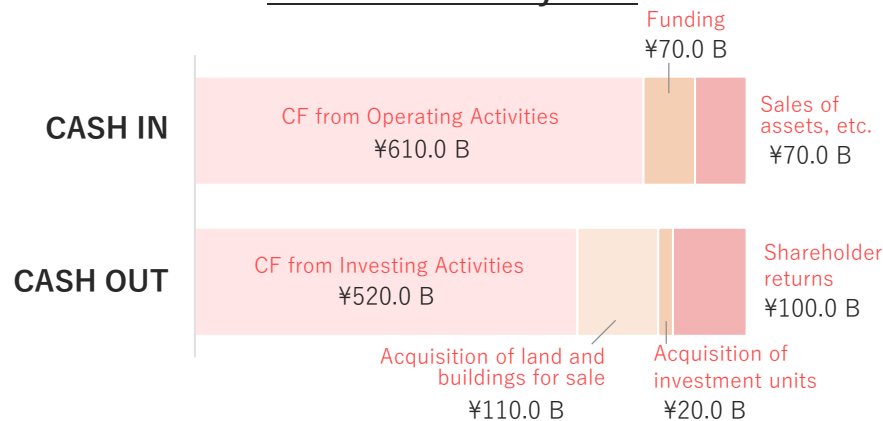 Funding
¥70.0 B
CASH IN
CF from Operating Activities
¥610.0 B
Sales of
assets, etc.
¥70.0 B
CASH OUT
CF from Investing Activities
¥520.0 B
Shareholder
returns
¥100.0 B
Acquisition of land and
buildings for sale
¥110.0 B
Acquisition of
investment units
¥20.0 B